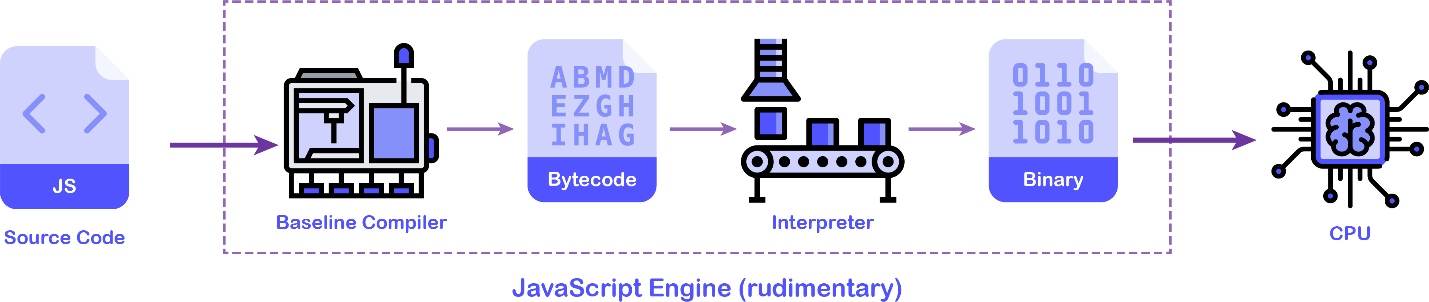 JS
Source Code
Baseline Compiler
ABMD
EZGH
IHAG
Bytecode
Interpreter
0110
1001
1010
Binary
CPU
JavaScript Engine (rudimentary)